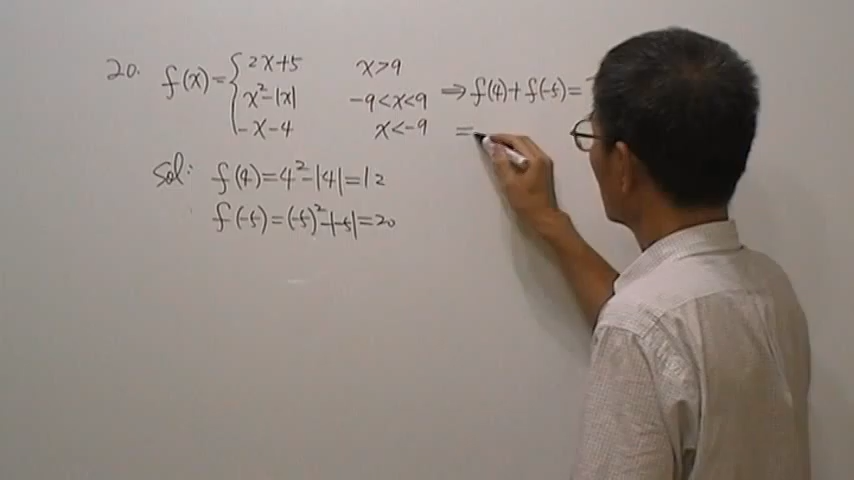 20. f(x)= { 2x+5 x>9
x²-|x| -9<x<9 ⇒ f(4)+f(-5)=
-x-4 x<-9 =
Sol: f(4)=4²-|4|=12
f(-5)=(-5)²-|-5|=20